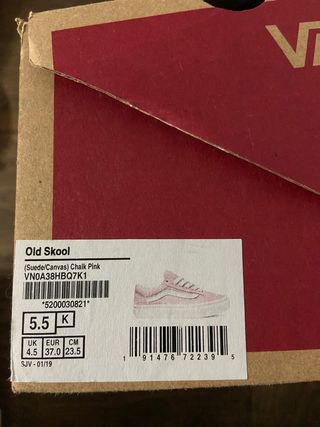 Old Skool
(Suede/Canvas) Chalk Pink
VN0A38HBQ7K1
*5200030821*
5.5 K
UK EUR CM
4.5 37.0 23.5
SJV - 01/19
1 91476 72239 5